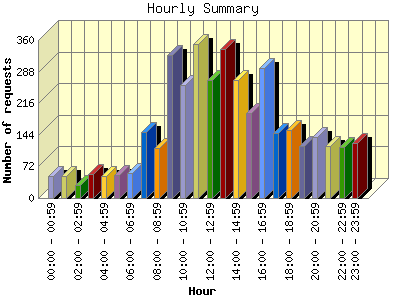 Hourly Summary
Number of requests
360
288
216
144
72
0
00:00 - 00:59
02:00 - 02:59
04:00 - 04:59
06:00 - 06:59
08:00 - 08:59
10:00 - 10:59
12:00 - 12:59
14:00 - 14:59
16:00 - 16:59
18:00 - 18:59
20:00 - 20:59
22:00 - 22:59
23:00 - 23:59
Hour